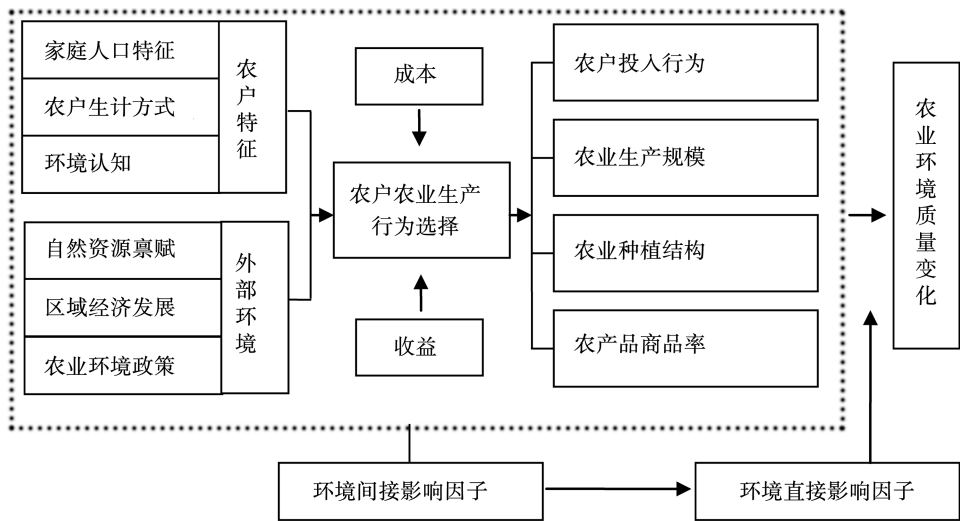 家庭人口特征
农户生计方式
环境认知
农户特征
自然资源禀赋
区域经济发展
农业环境政策
外部环境
成本
农户农业生产
行为选择
收益
农户投入行为
农业生产规模
农业种植结构
农产品商品率
农业环境质量变化
环境间接影响因子
环境直接影响因子